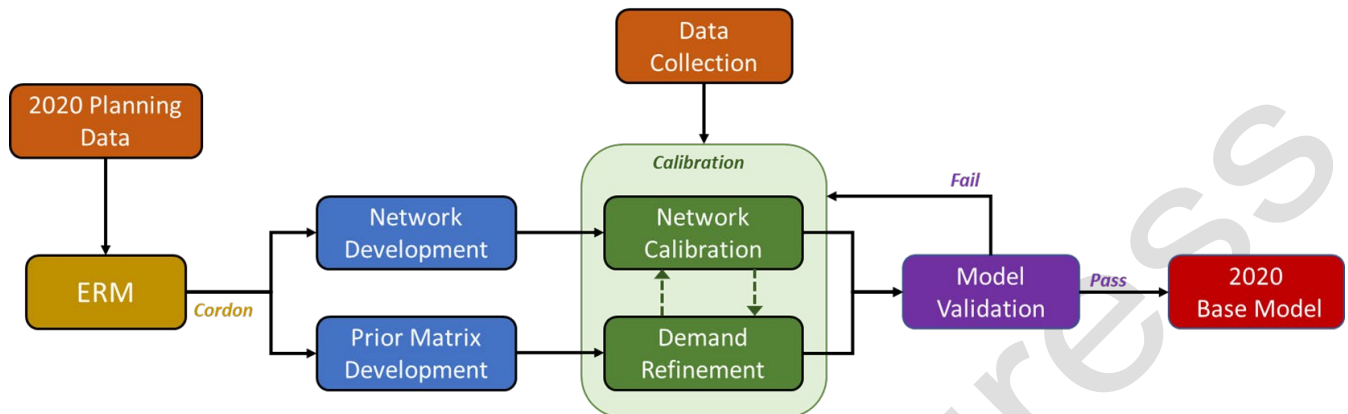 Data
Collection
2020 Planning
Data
Calibration
Fail
Network
Development
Network
Calibration
ERM
Cordon
Model
Validation
Pass
2020
Base Model
Prior Matrix
Development
Demand
Refinement
ress